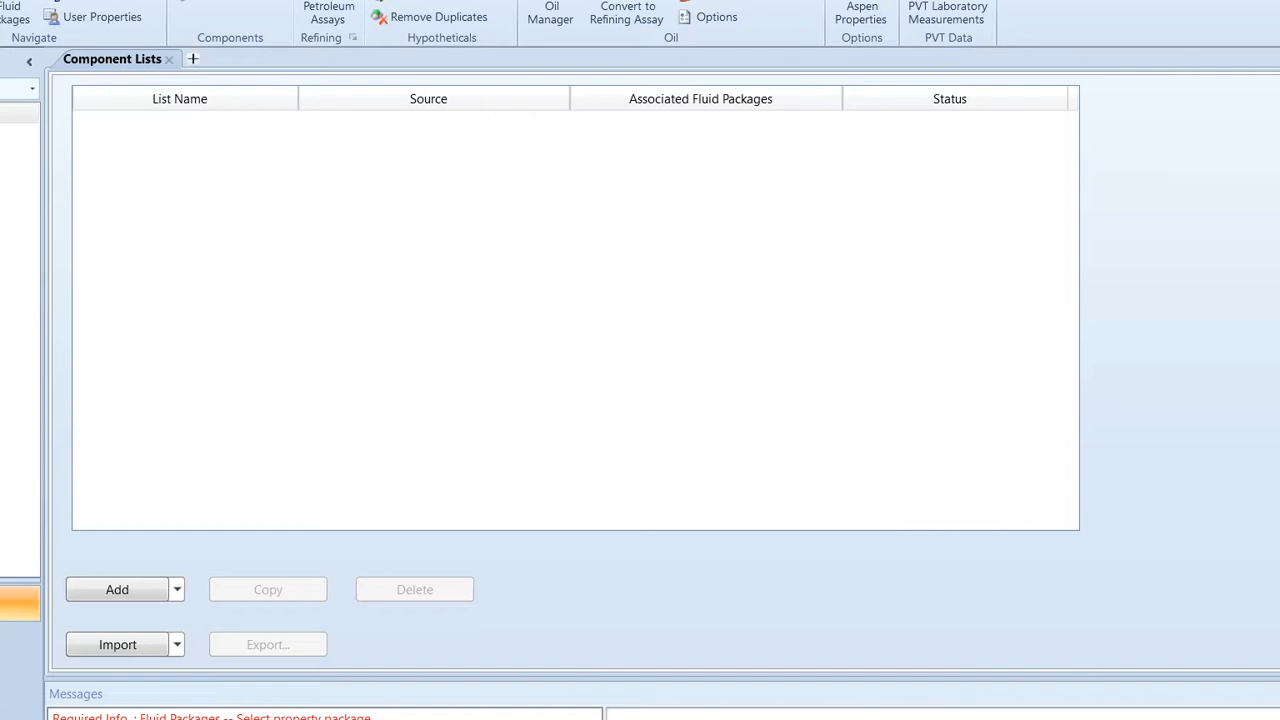 Fluid
Packages
User Properties
Navigate
Components
Petroleum
Assays
Refining
Remove Duplicates
Hypotheticals
Oil
Manager
Convert to
Refining Assay
Options
Oil
Aspen
Properties
Options
PVT Laboratory
Measurements
PVT Data
Component Lists
List Name Source Associated Fluid Packages Status
Add Copy Delete
Import Export...
Messages
Required Info. : Fluid Packages -- Select property package